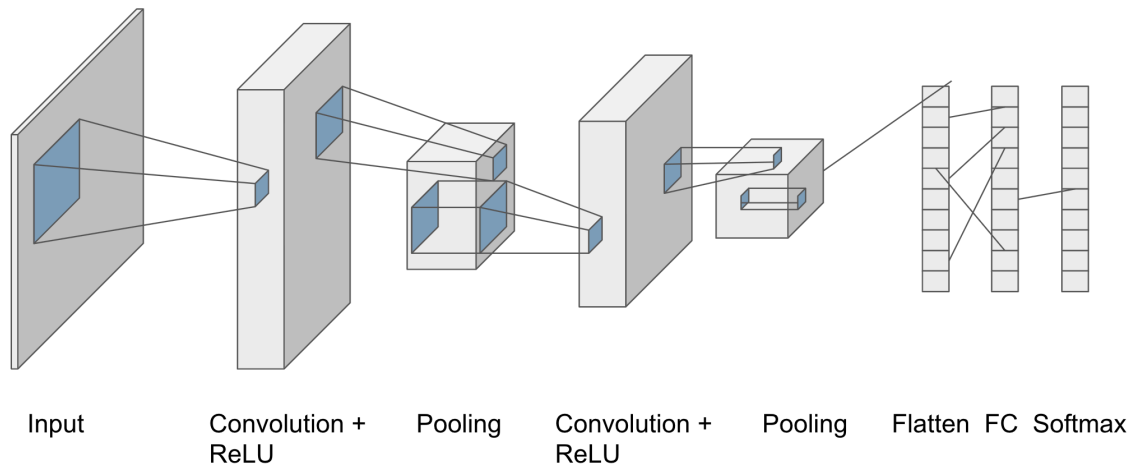 Input
Convolution +
ReLU
Pooling
Convolution +
ReLU
Pooling
Flatten
FC
Softmax